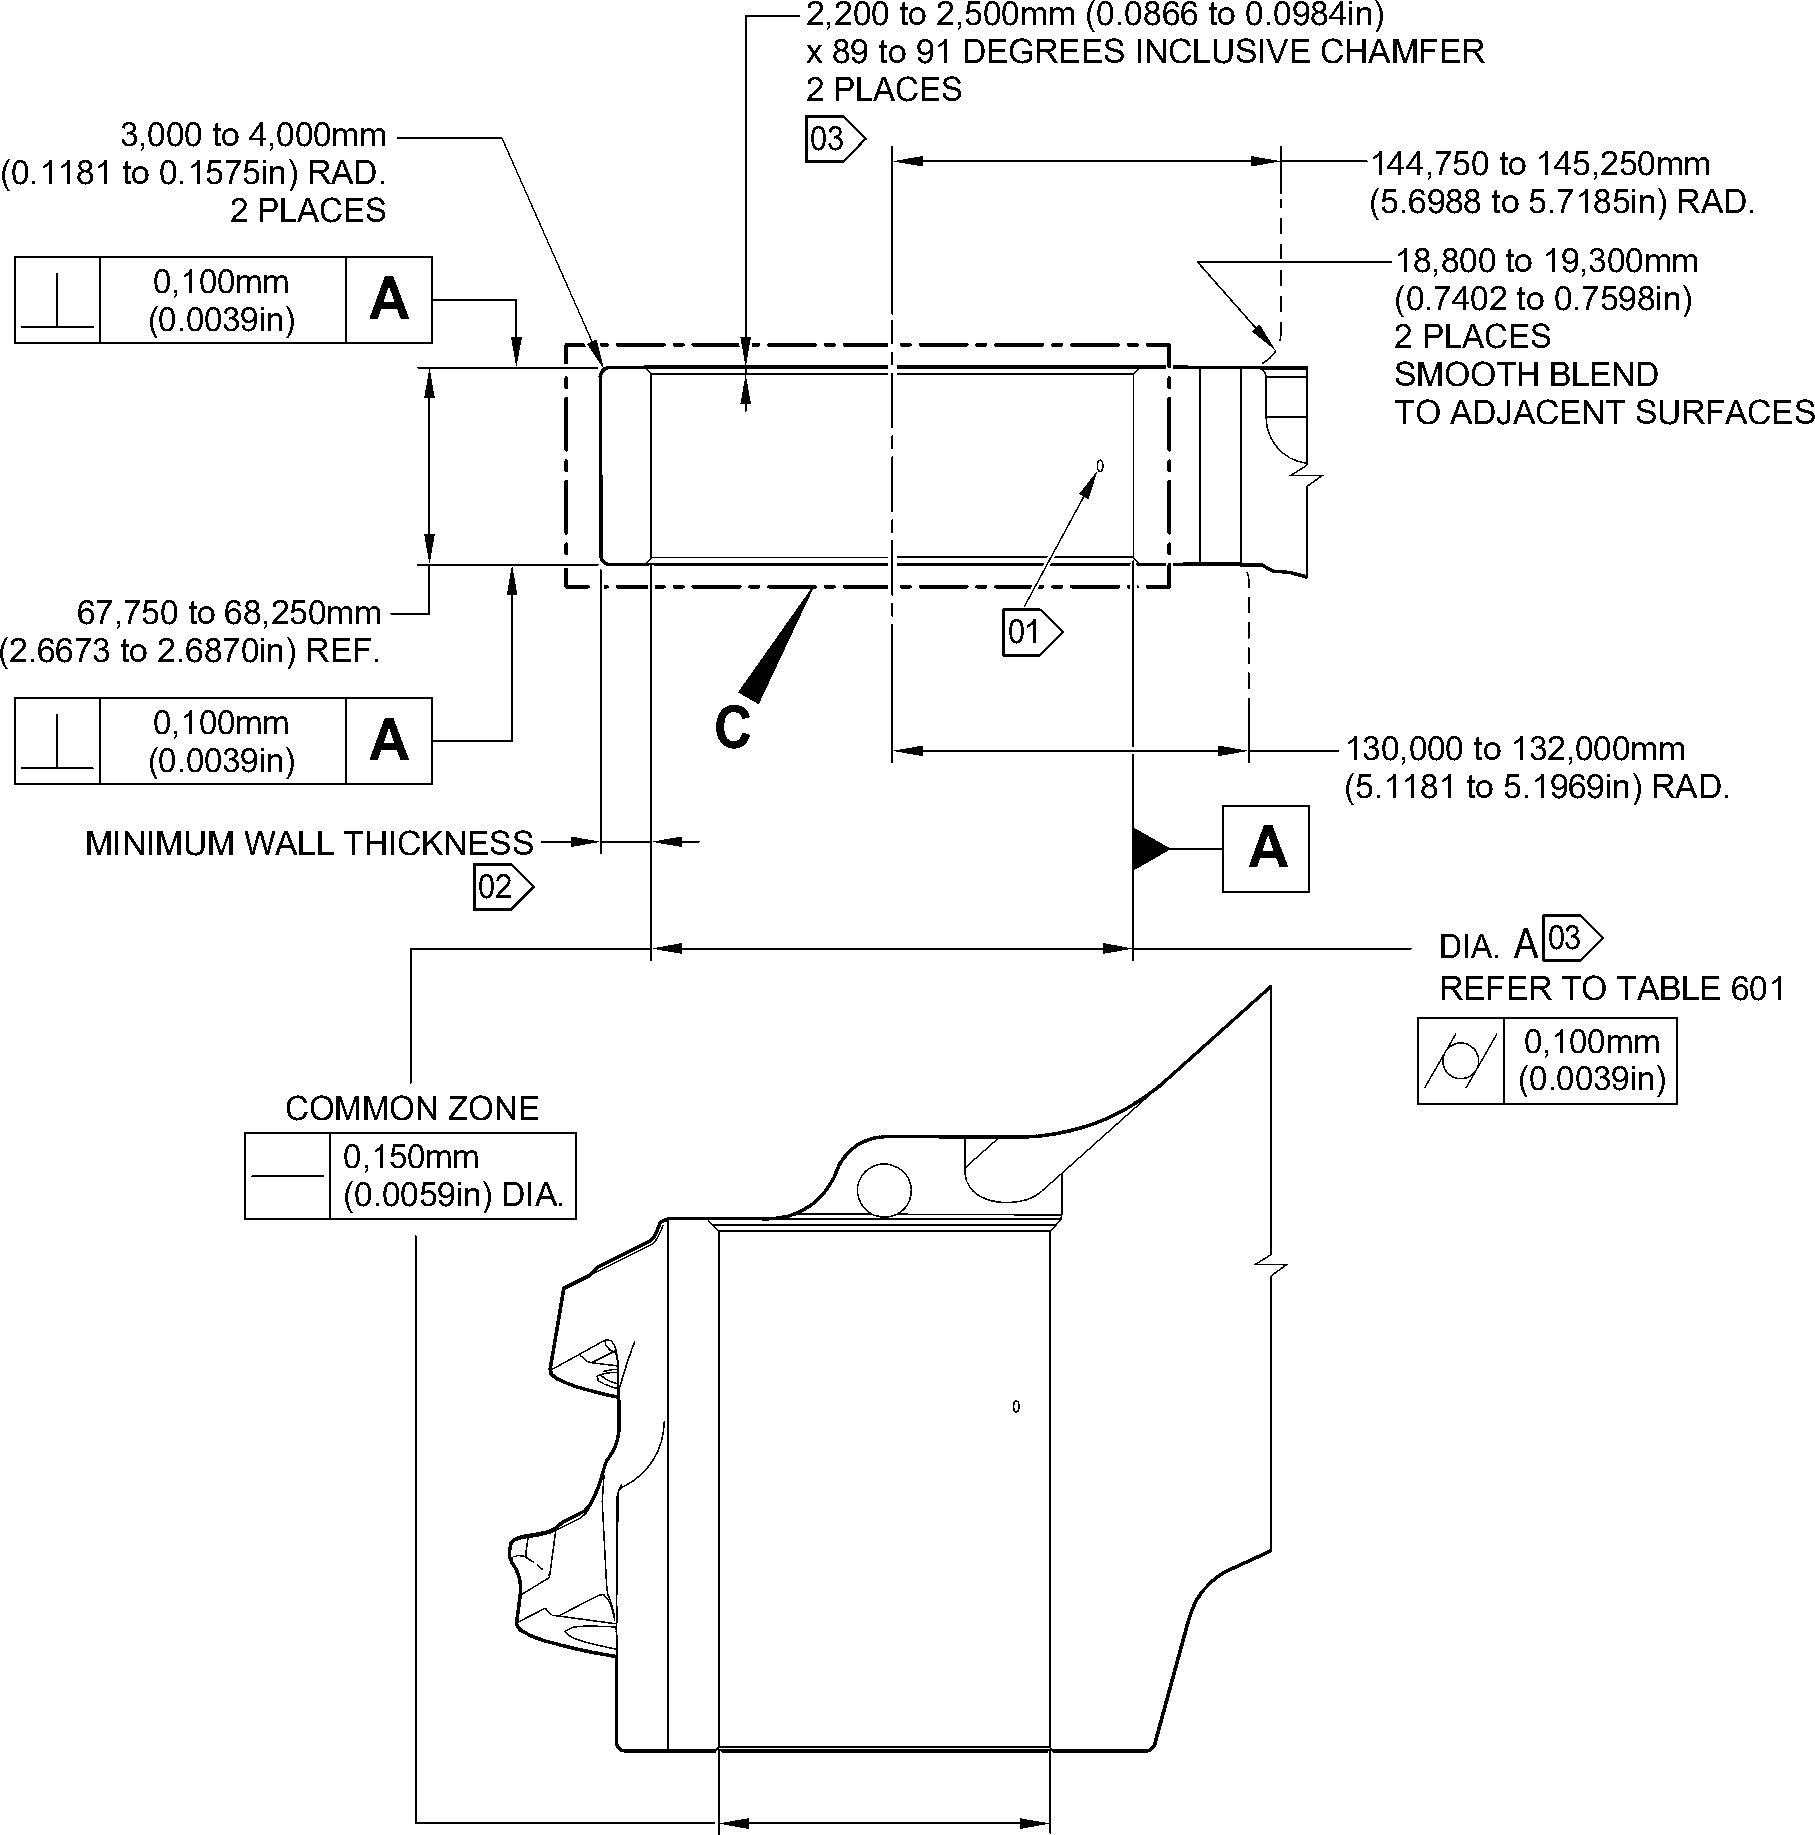 2,200 to 2,500mm (0.0866 to 0.0984in)
x 89 to 91 DEGREES INCLUSIVE CHAMFER
2 PLACES
03
3,000 to 4,000mm
(0.1181 to 0.1575in) RAD.
2 PLACES
144,750 to 145,250mm
(5.6988 to 5.7185in) RAD.
0,100mm
(0.0039in)
A
18,800 to 19,300mm
(0.7402 to 0.7598in)
2 PLACES
SMOOTH BLEND
TO ADJACENT SURFACES
67,750 to 68,250mm
(2.6673 to 2.6870in) REF.
01
C
0,100mm
(0.0039in)
A
130,000 to 132,000mm
(5.1181 to 5.1969in) RAD.
MINIMUM WALL THICKNESS
02
A
DIA. A 03
REFER TO TABLE 601
0,100mm
(0.0039in)
COMMON ZONE
0,150mm
(0.0059in) DIA.